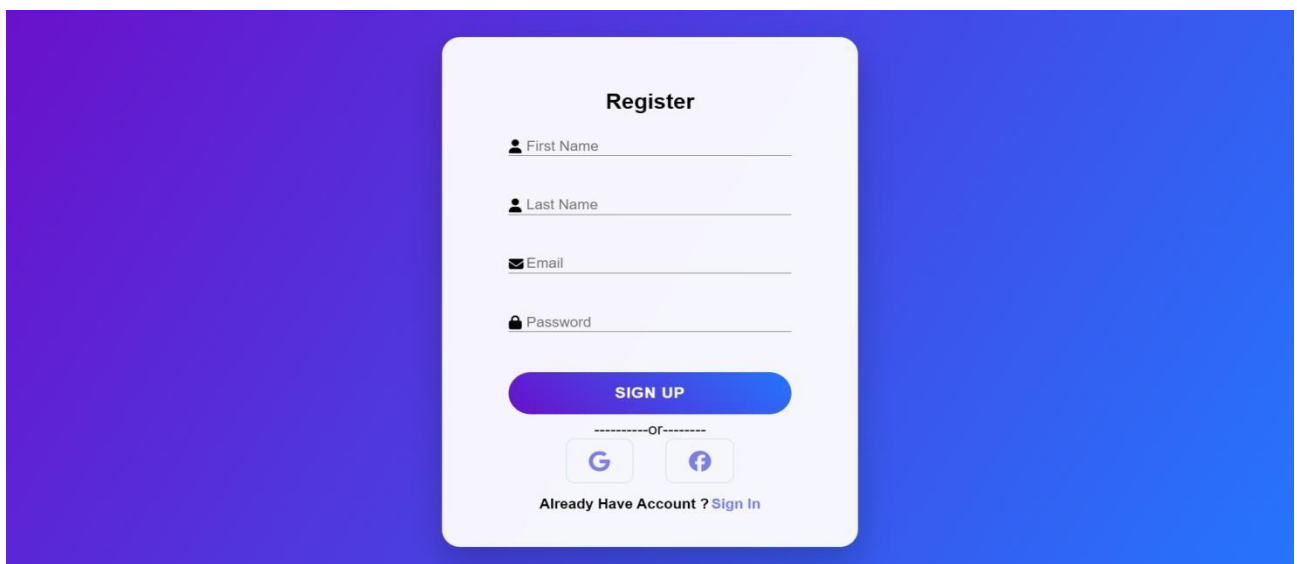 Register
First Name
Last Name
Email
Password
SIGN UP
----------or--------
G
Already Have Account ? Sign In